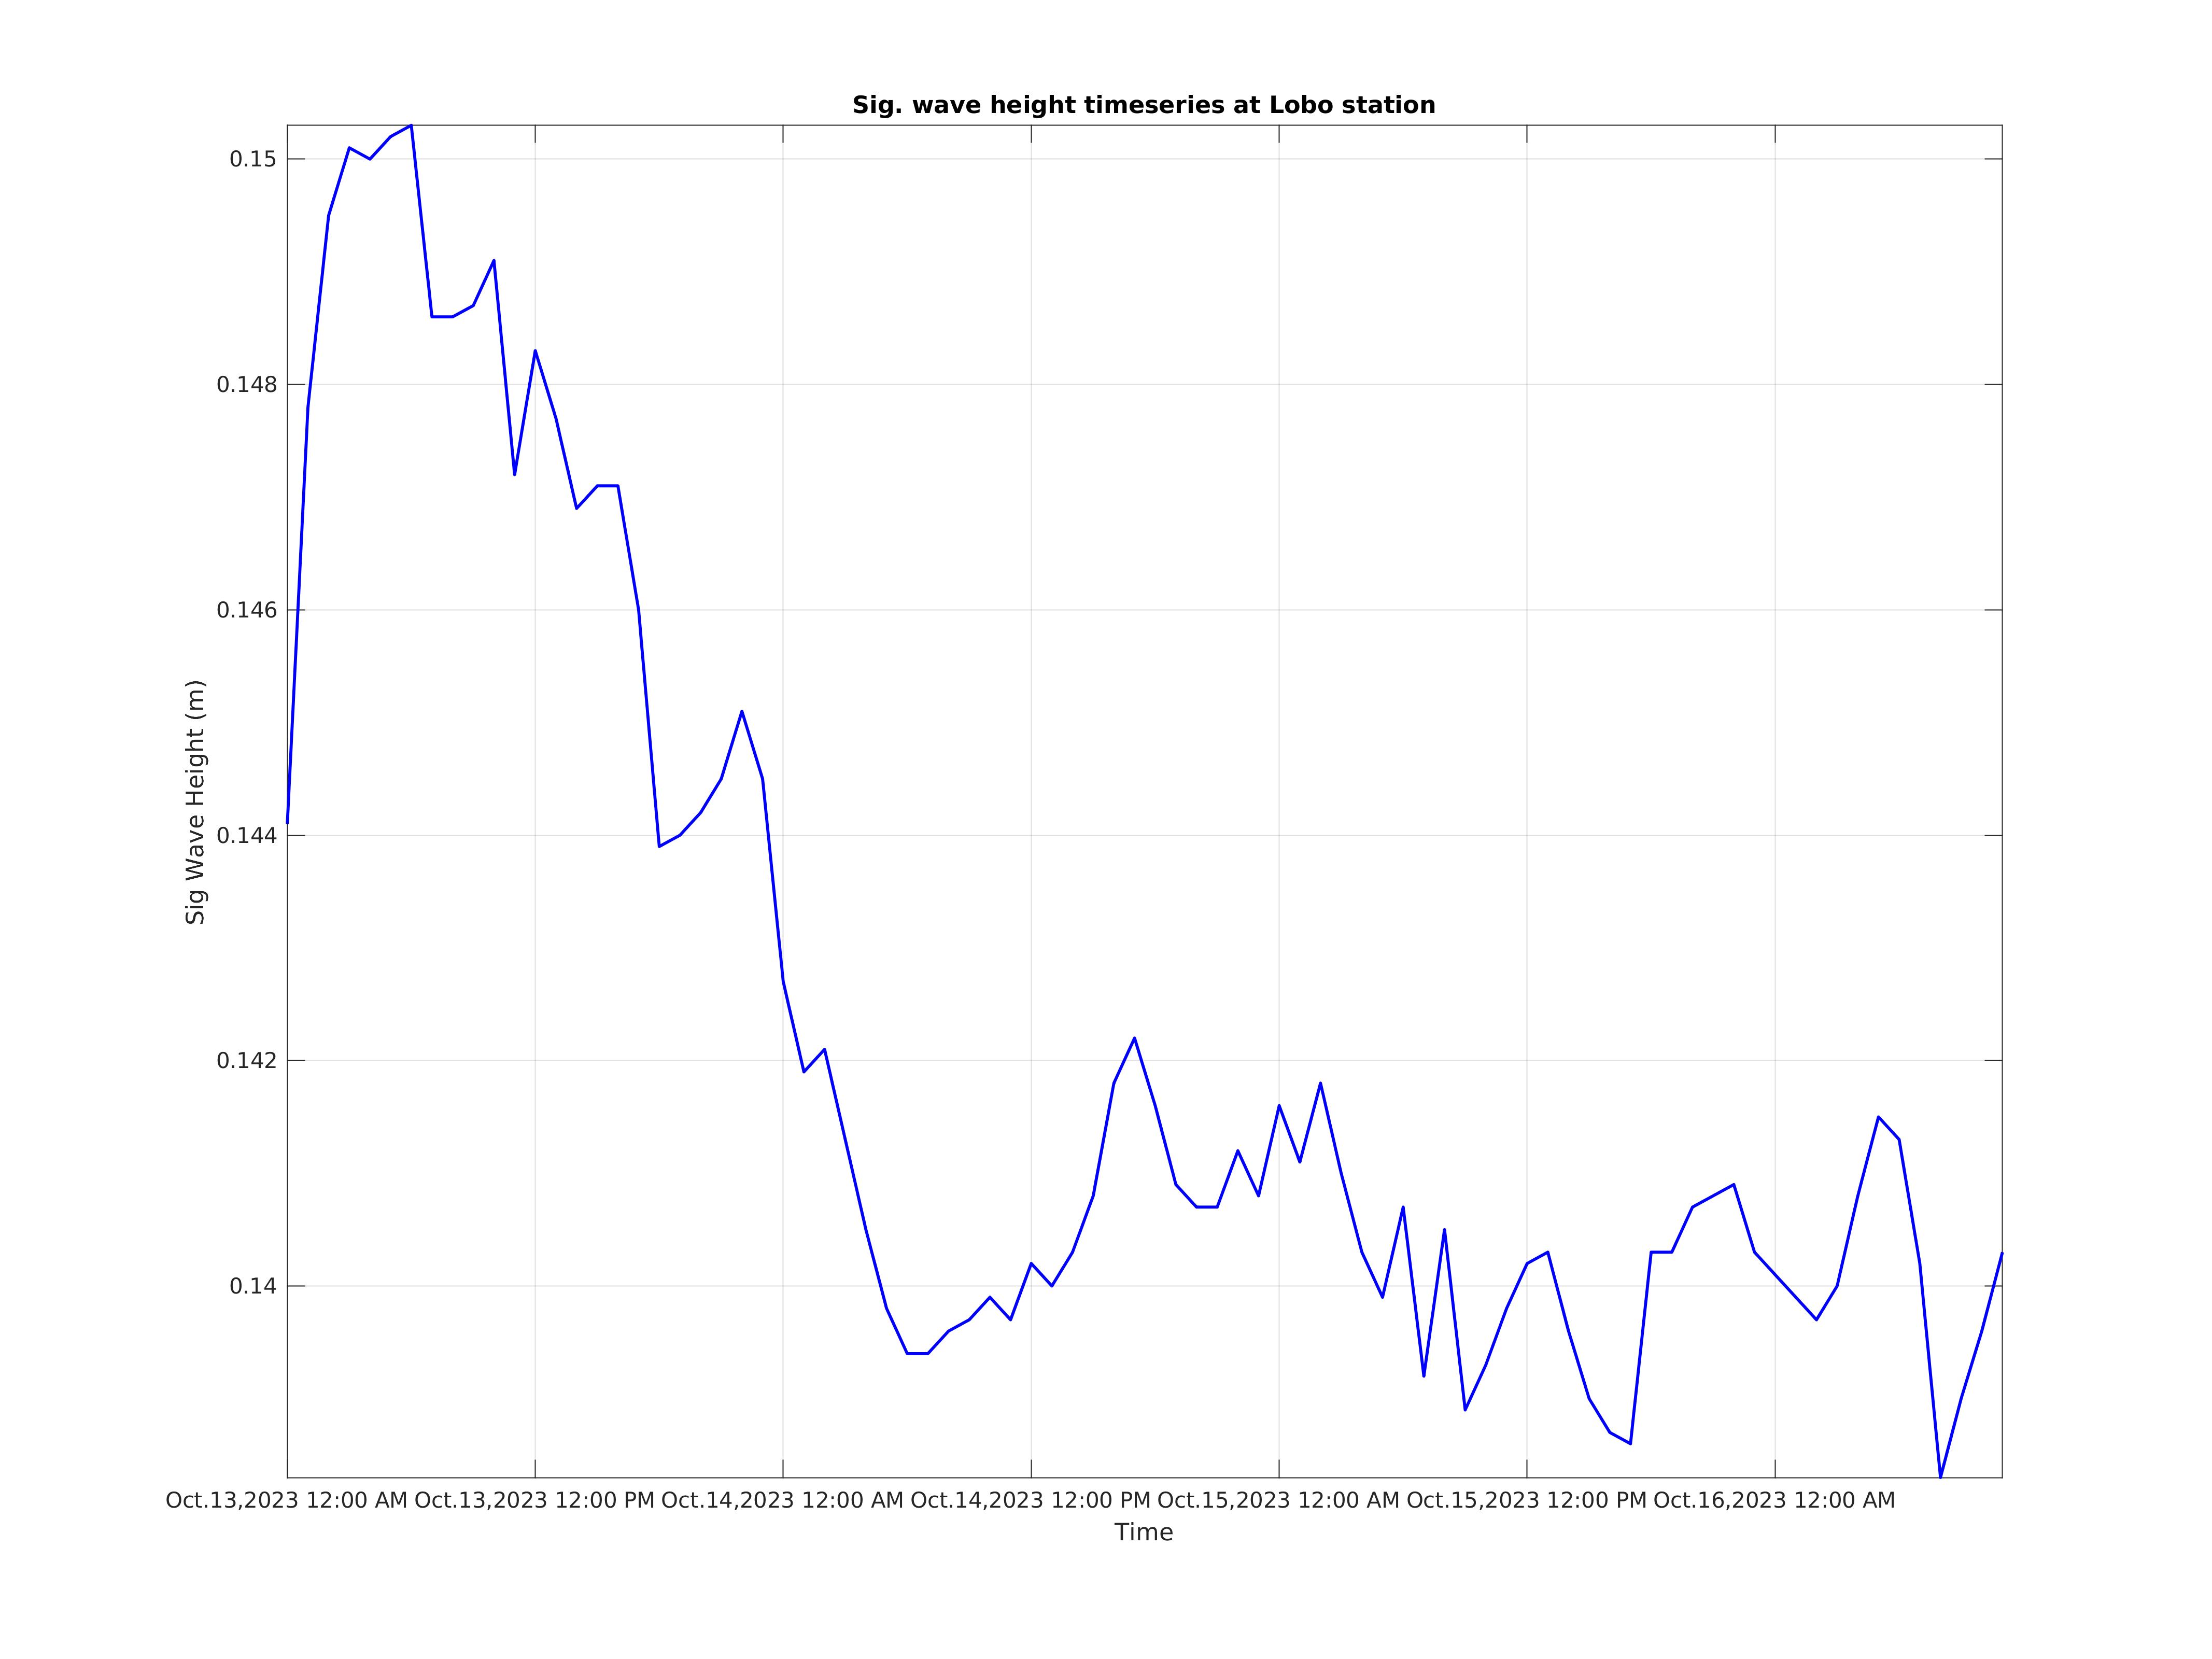 Sig. wave height timeseries at Lobo station
0.15
0.148
0.146
0.144
0.142
0.14
Sig Wave Height (m)
Oct.13,2023 12:00 AM Oct.13,2023 12:00 PM Oct.14,2023 12:00 AM Oct.14,2023 12:00 PM Oct.15,2023 12:00 AM Oct.15,2023 12:00 PM Oct.16,2023 12:00 AM
Time